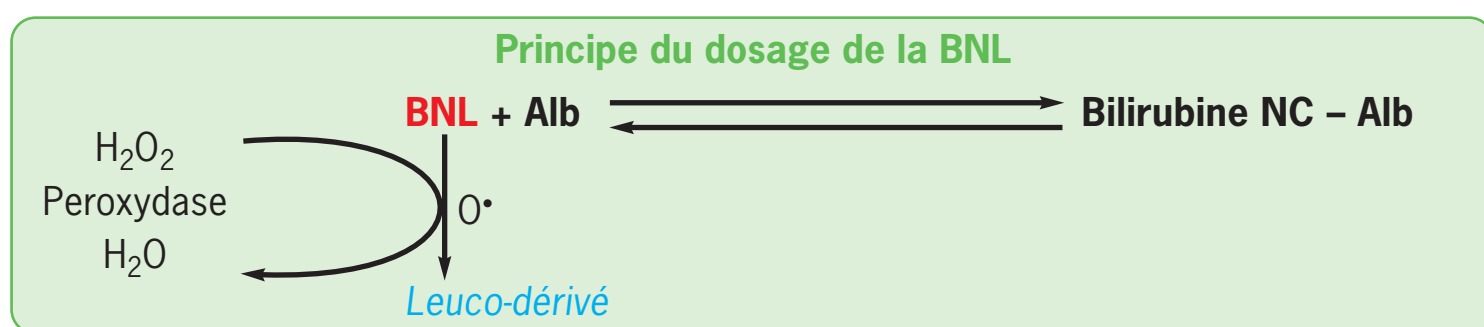 Principe du dosage de la BNL
BNL + Alb
Bilirubine NC – Alb
H₂O₂
Peroxydase
H₂O
O•
Leuco-dérivé